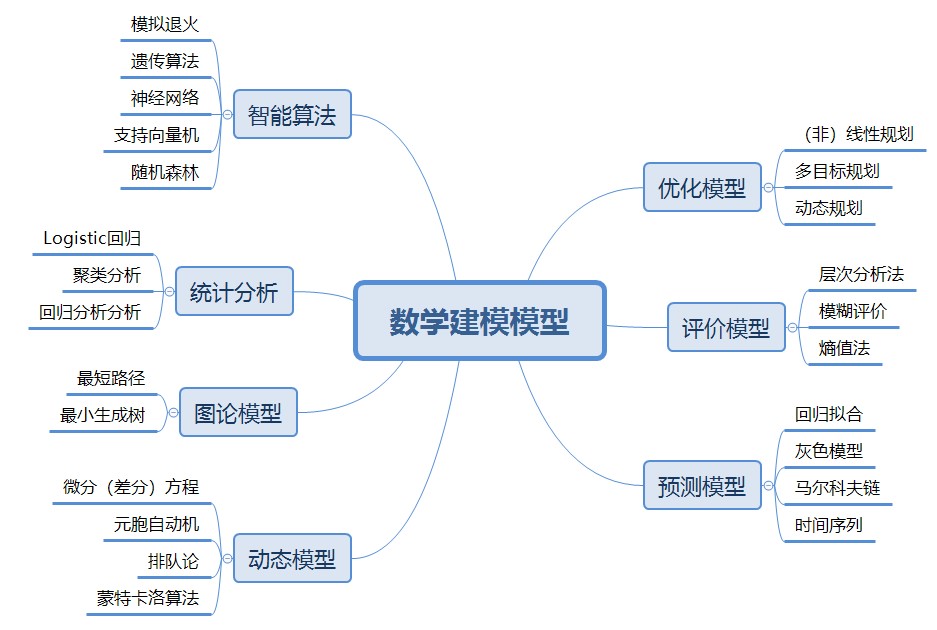 数学建模模型
智能算法
模拟退火
遗传算法
神经网络
支持向量机
随机森林
统计分析
Logistic回归
聚类分析
回归分析分析
图论模型
最短路径
最小生成树
动态模型
微分（差分）方程
元胞自动机
排队论
蒙特卡洛算法
优化模型
（非）线性规划
多目标规划
动态规划
评价模型
层次分析法
模糊评价
熵值法
预测模型
回归拟合
灰色模型
马尔科夫链
时间序列